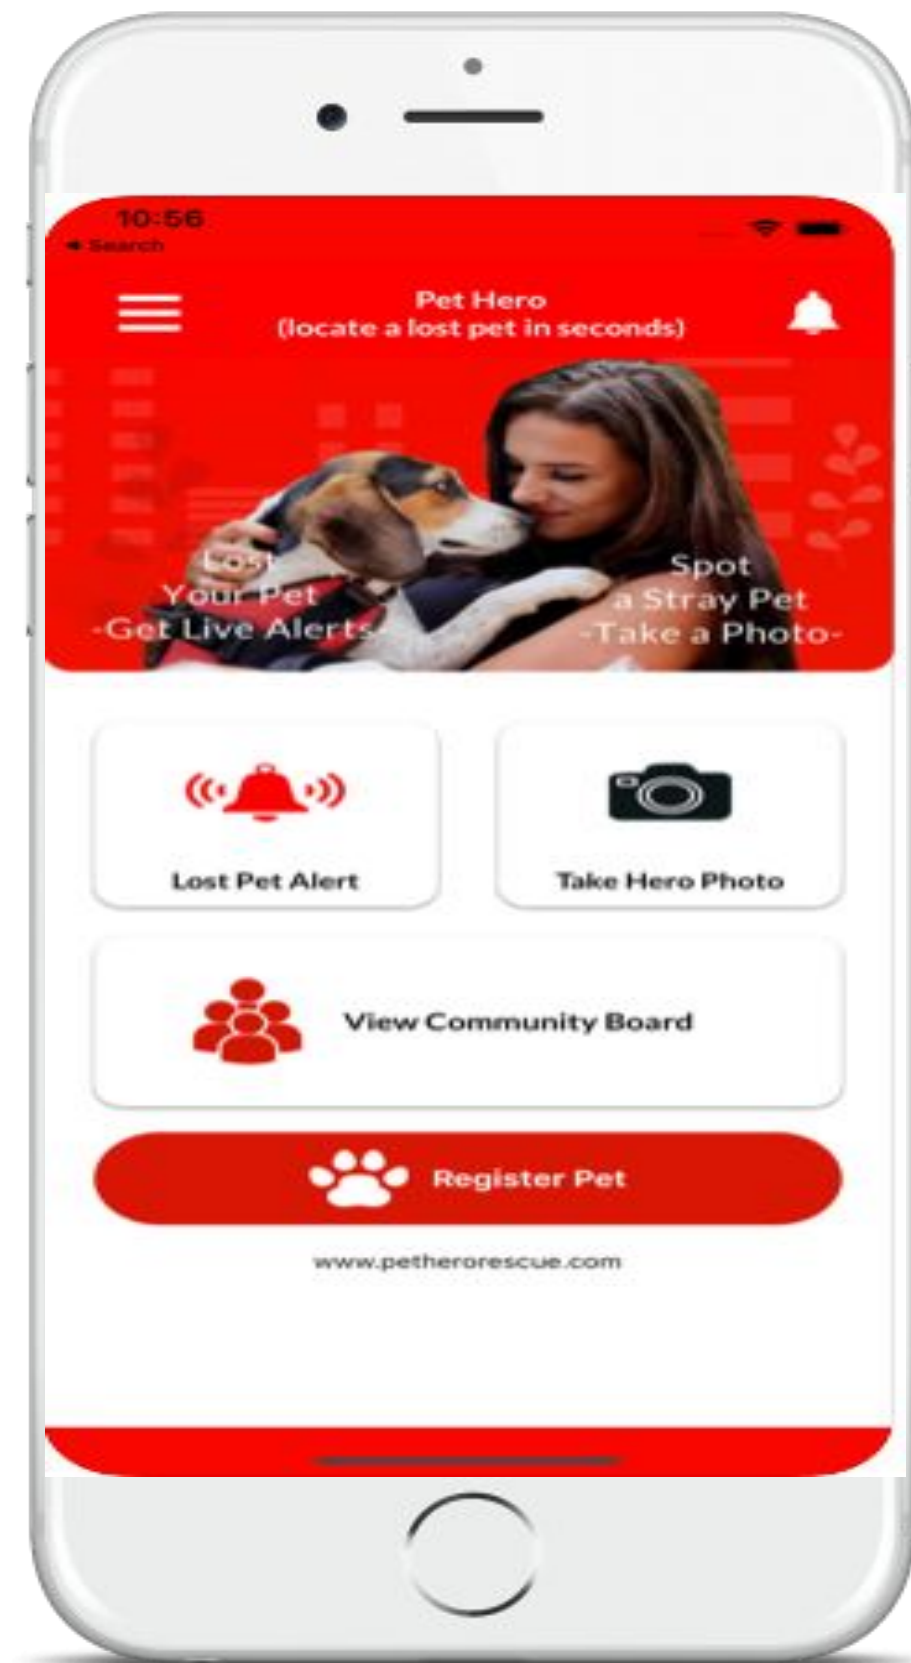 10:56
Search
Pet Hero
(locate a lost pet in seconds)
Lost
Your Pet
-Get Live Alerts-
Spot
a Stray Pet
-Take a Photo-
Lost Pet Alert
Take Hero Photo
View Community Board
Register Pet
www.petherorescue.com